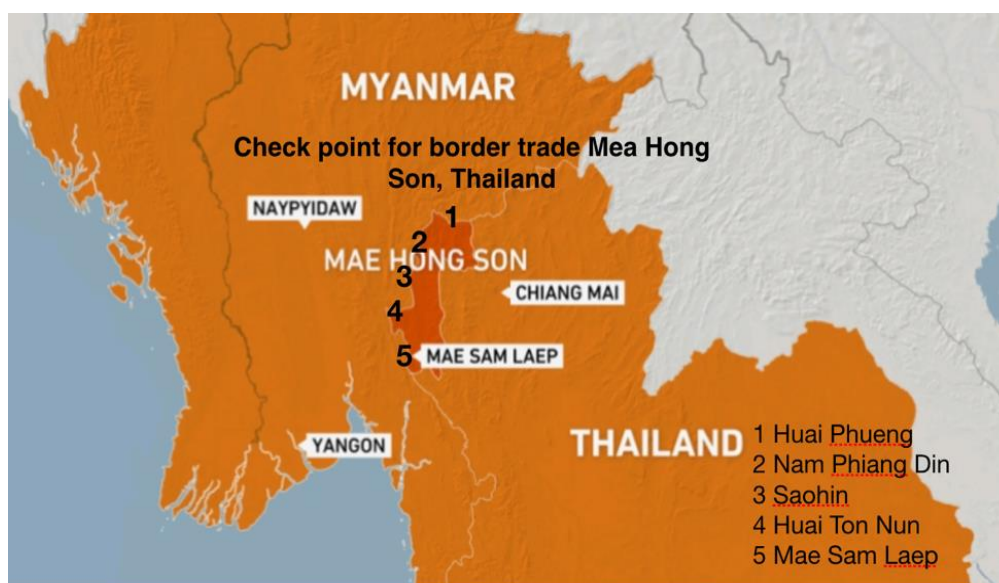 MYANMAR
Check point for border trade Mea Hong
Son, Thailand
NAYPYIDAW
1
2
MAE HONG SON
3
CHIANG MAI
4
5
MAE SAM LAEP
YANGON
THAILAND
1 Huai Phueng
2 Nam Phiang Din
3 Saohin
4 Huai Ton Nun
5 Mae Sam Laep